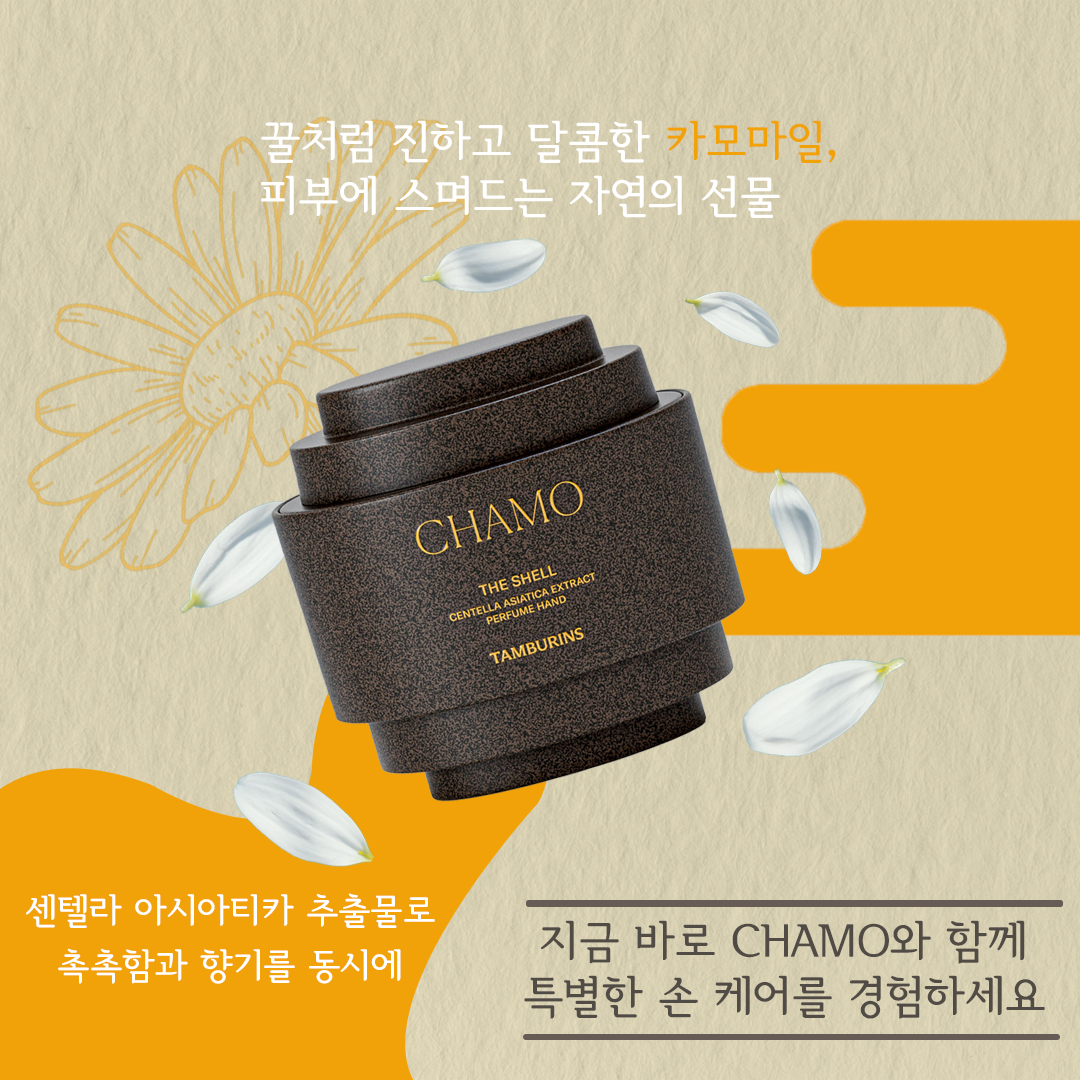 꿀처럼 진하고 달콤한 카모마일,
피부에 스며드는 자연의 선물
CHAMO
THE SHELL
CENTELLA ASIATICA EXTRACT
PERFUME HAND
TAMBURINS
센텔라 아시아티카 추출물로
촉촉함과 향기를 동시에
지금 바로 CHAMO와 함께
특별한 손 케어를 경험하세요